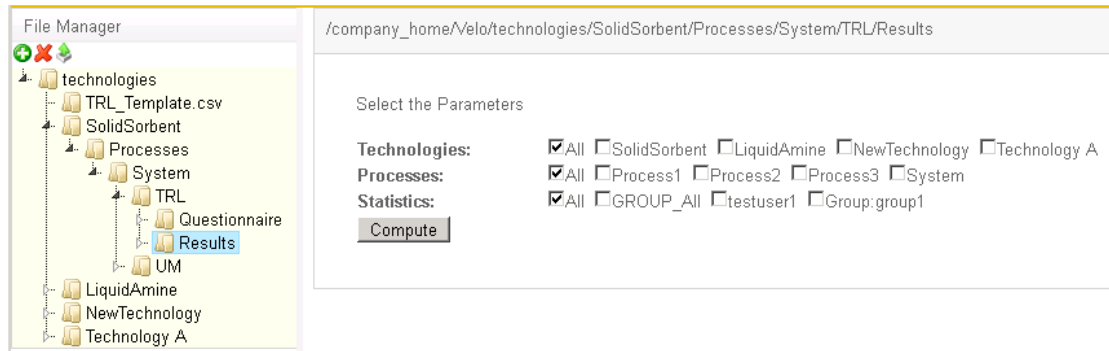 File Manager
technologies
TRL_Template.csv
SolidSorbent
Processes
System
TRL
Questionnaire
Results
UM
LiquidAmine
NewTechnology
Technology A
/company_home/Velo/technologies/SolidSorbent/Processes/System/TRL/Results
Select the Parameters
Technologies: All SolidSorbent LiquidAmine NewTechnology Technology A
Processes: All Process1 Process2 Process3 System
Statistics: All GROUP_All testuser1 Group:group1
Compute